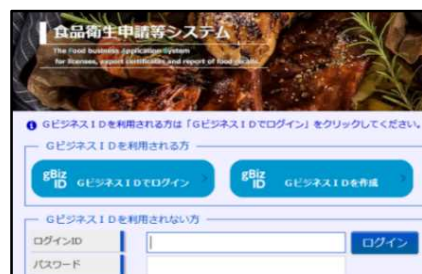 食品衛生申請等システム
The Food business Application system
for licenses, export certificates and report of food recalls
GビジネスIDを利用される方は「GビジネスIDでログイン」をクリックしてください。
GビジネスIDを利用される方
gBiz ID GビジネスIDでログイン
gBiz ID GビジネスIDを作成
GビジネスIDを利用されない方
ログインID
ログイン
パスワード